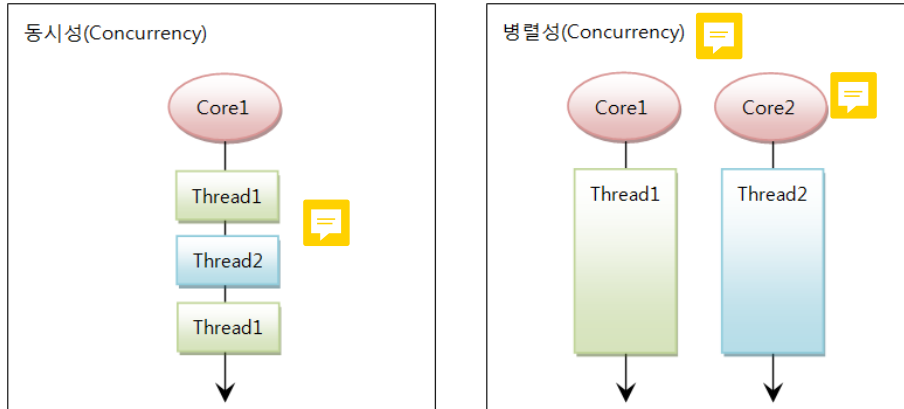 동시성(Concurrency)
Core1
Thread1
Thread2
Thread1
병렬성(Concurrency)
Core1
Core2
Thread1
Thread2